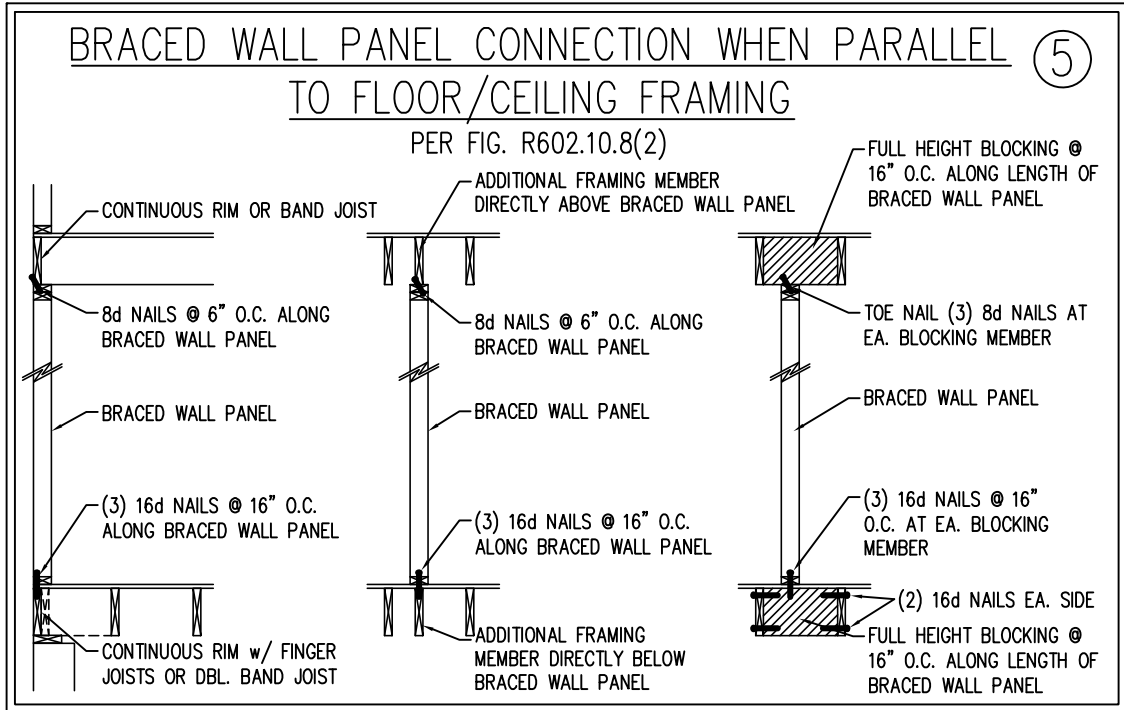 BRACED WALL PANEL CONNECTION WHEN PARALLEL
TO FLOOR/CEILING FRAMING
5
PER FIG. R602.10.8(2)
CONTINUOUS RIM OR BAND JOIST
8d NAILS @ 6" O.C. ALONG
BRACED WALL PANEL
BRACED WALL PANEL
(3) 16d NAILS @ 16" O.C.
ALONG BRACED WALL PANEL
CONTINUOUS RIM w/ FINGER
JOISTS OR DBL. BAND JOIST
ADDITIONAL FRAMING MEMBER
DIRECTLY ABOVE BRACED WALL PANEL
8d NAILS @ 6" O.C. ALONG
BRACED WALL PANEL
BRACED WALL PANEL
(3) 16d NAILS @ 16" O.C.
ALONG BRACED WALL PANEL
ADDITIONAL FRAMING
MEMBER DIRECTLY BELOW
BRACED WALL PANEL
FULL HEIGHT BLOCKING @
16" O.C. ALONG LENGTH OF
BRACED WALL PANEL
TOE NAIL (3) 8d NAILS AT
EA. BLOCKING MEMBER
BRACED WALL PANEL
(3) 16d NAILS @ 16"
O.C. AT EA. BLOCKING
MEMBER
(2) 16d NAILS EA. SIDE
FULL HEIGHT BLOCKING @
16" O.C. ALONG LENGTH OF
BRACED WALL PANEL